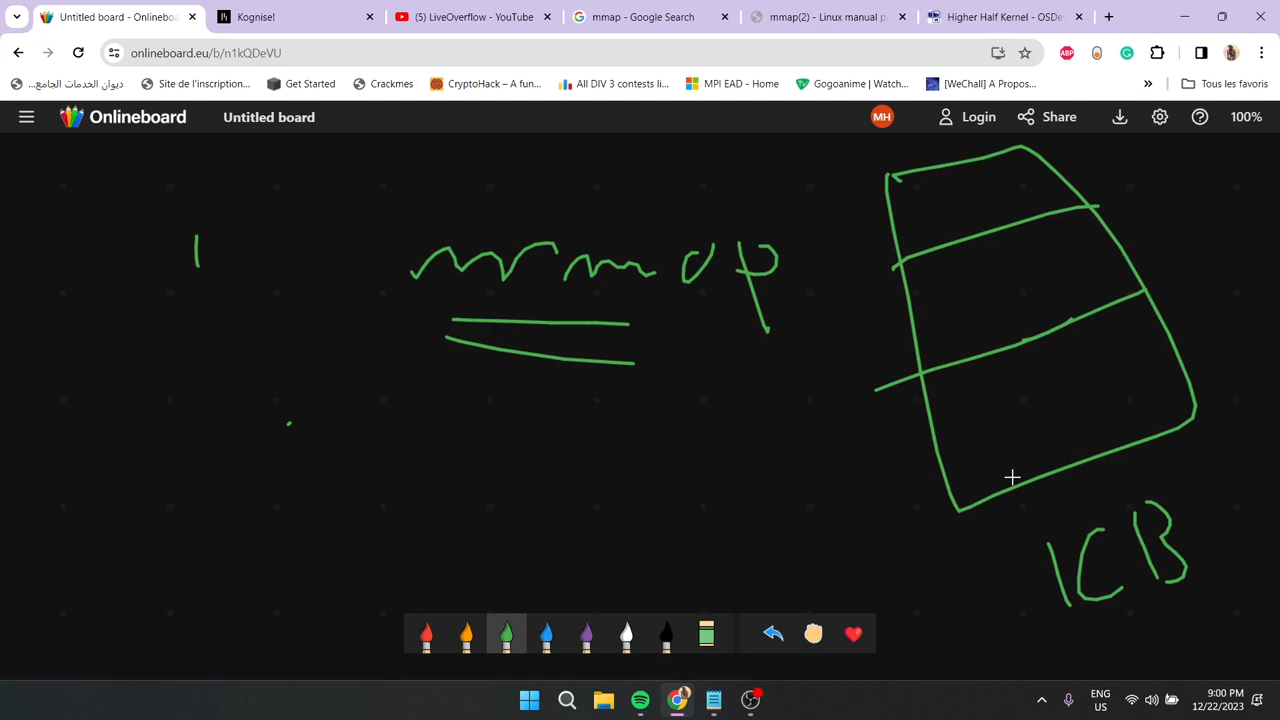 Untitled board - Onlineboard
Kognise!
(5) LiveOverflow - YouTube
mmap - Google Search
mmap(2) - Linux manual p
Higher Half Kernel - OSDe
onlineboard.eu/b/n1kQDeVU
ABP
ديوان الخدمات الجامع...
Site de l'inscription...
Get Started
Crackmes
CryptoHack – A fun...
All DIV 3 contests li...
MPI EAD - Home
Gogoanime | Watch...
[WeChall] A Propos...
»
Tous les favoris
Onlineboard
Untitled board
MH
Login
Share
100%
1
mmap
1CB
ENG
US
9:00 PM
12/22/2023